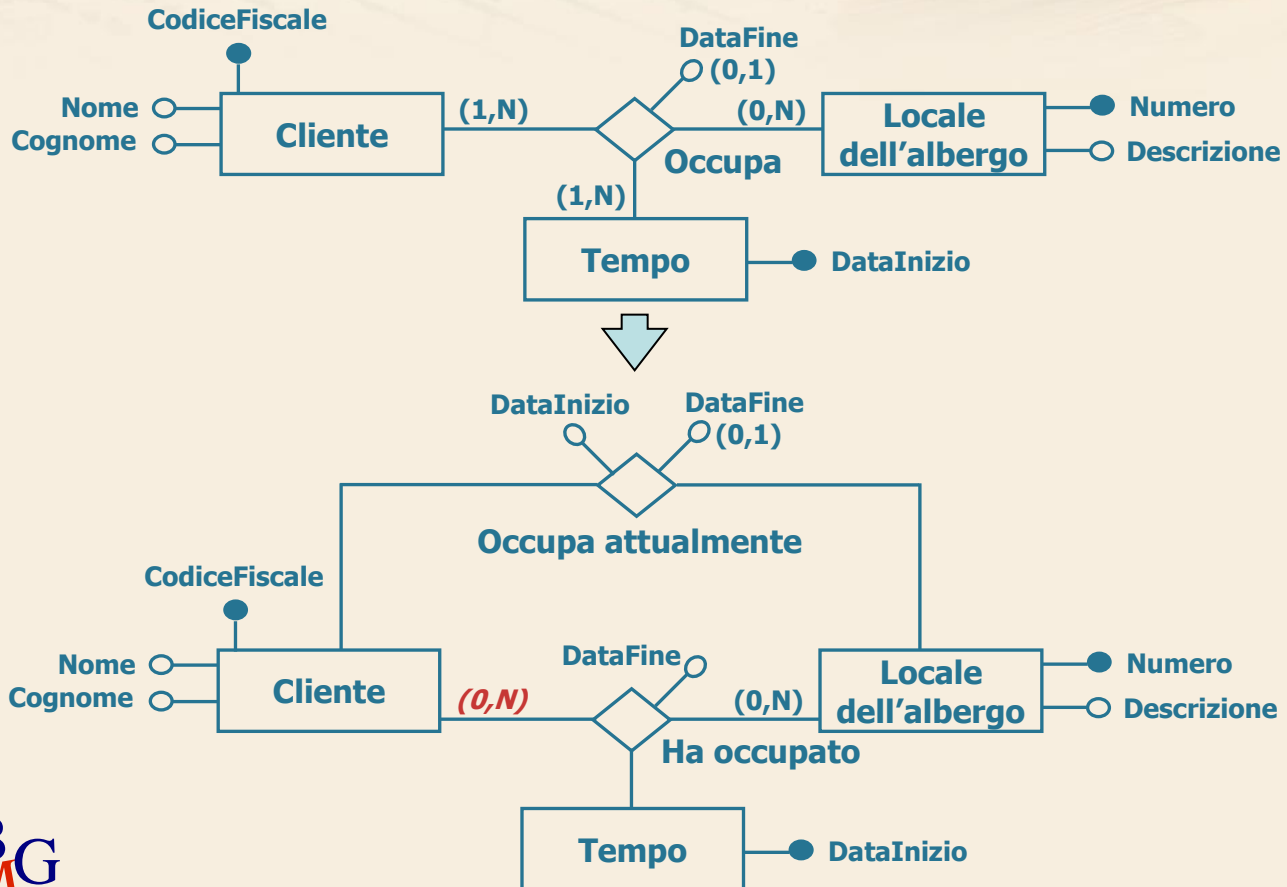 CodiceFiscale
DataFine
(0,1)
Nome
Cognome
Cliente
(1,N)
(0,N)
Locale
dell'albergo
Numero
Descrizione
Occupa
(1,N)
Tempo
DataInizio
DataInizio
DataFine
(0,1)
Occupa attualmente
CodiceFiscale
Nome
Cognome
Cliente
(0,N)
DataFine
(0,N)
Locale
dell'albergo
Numero
Descrizione
Ha occupato
Tempo
DataInizio
G